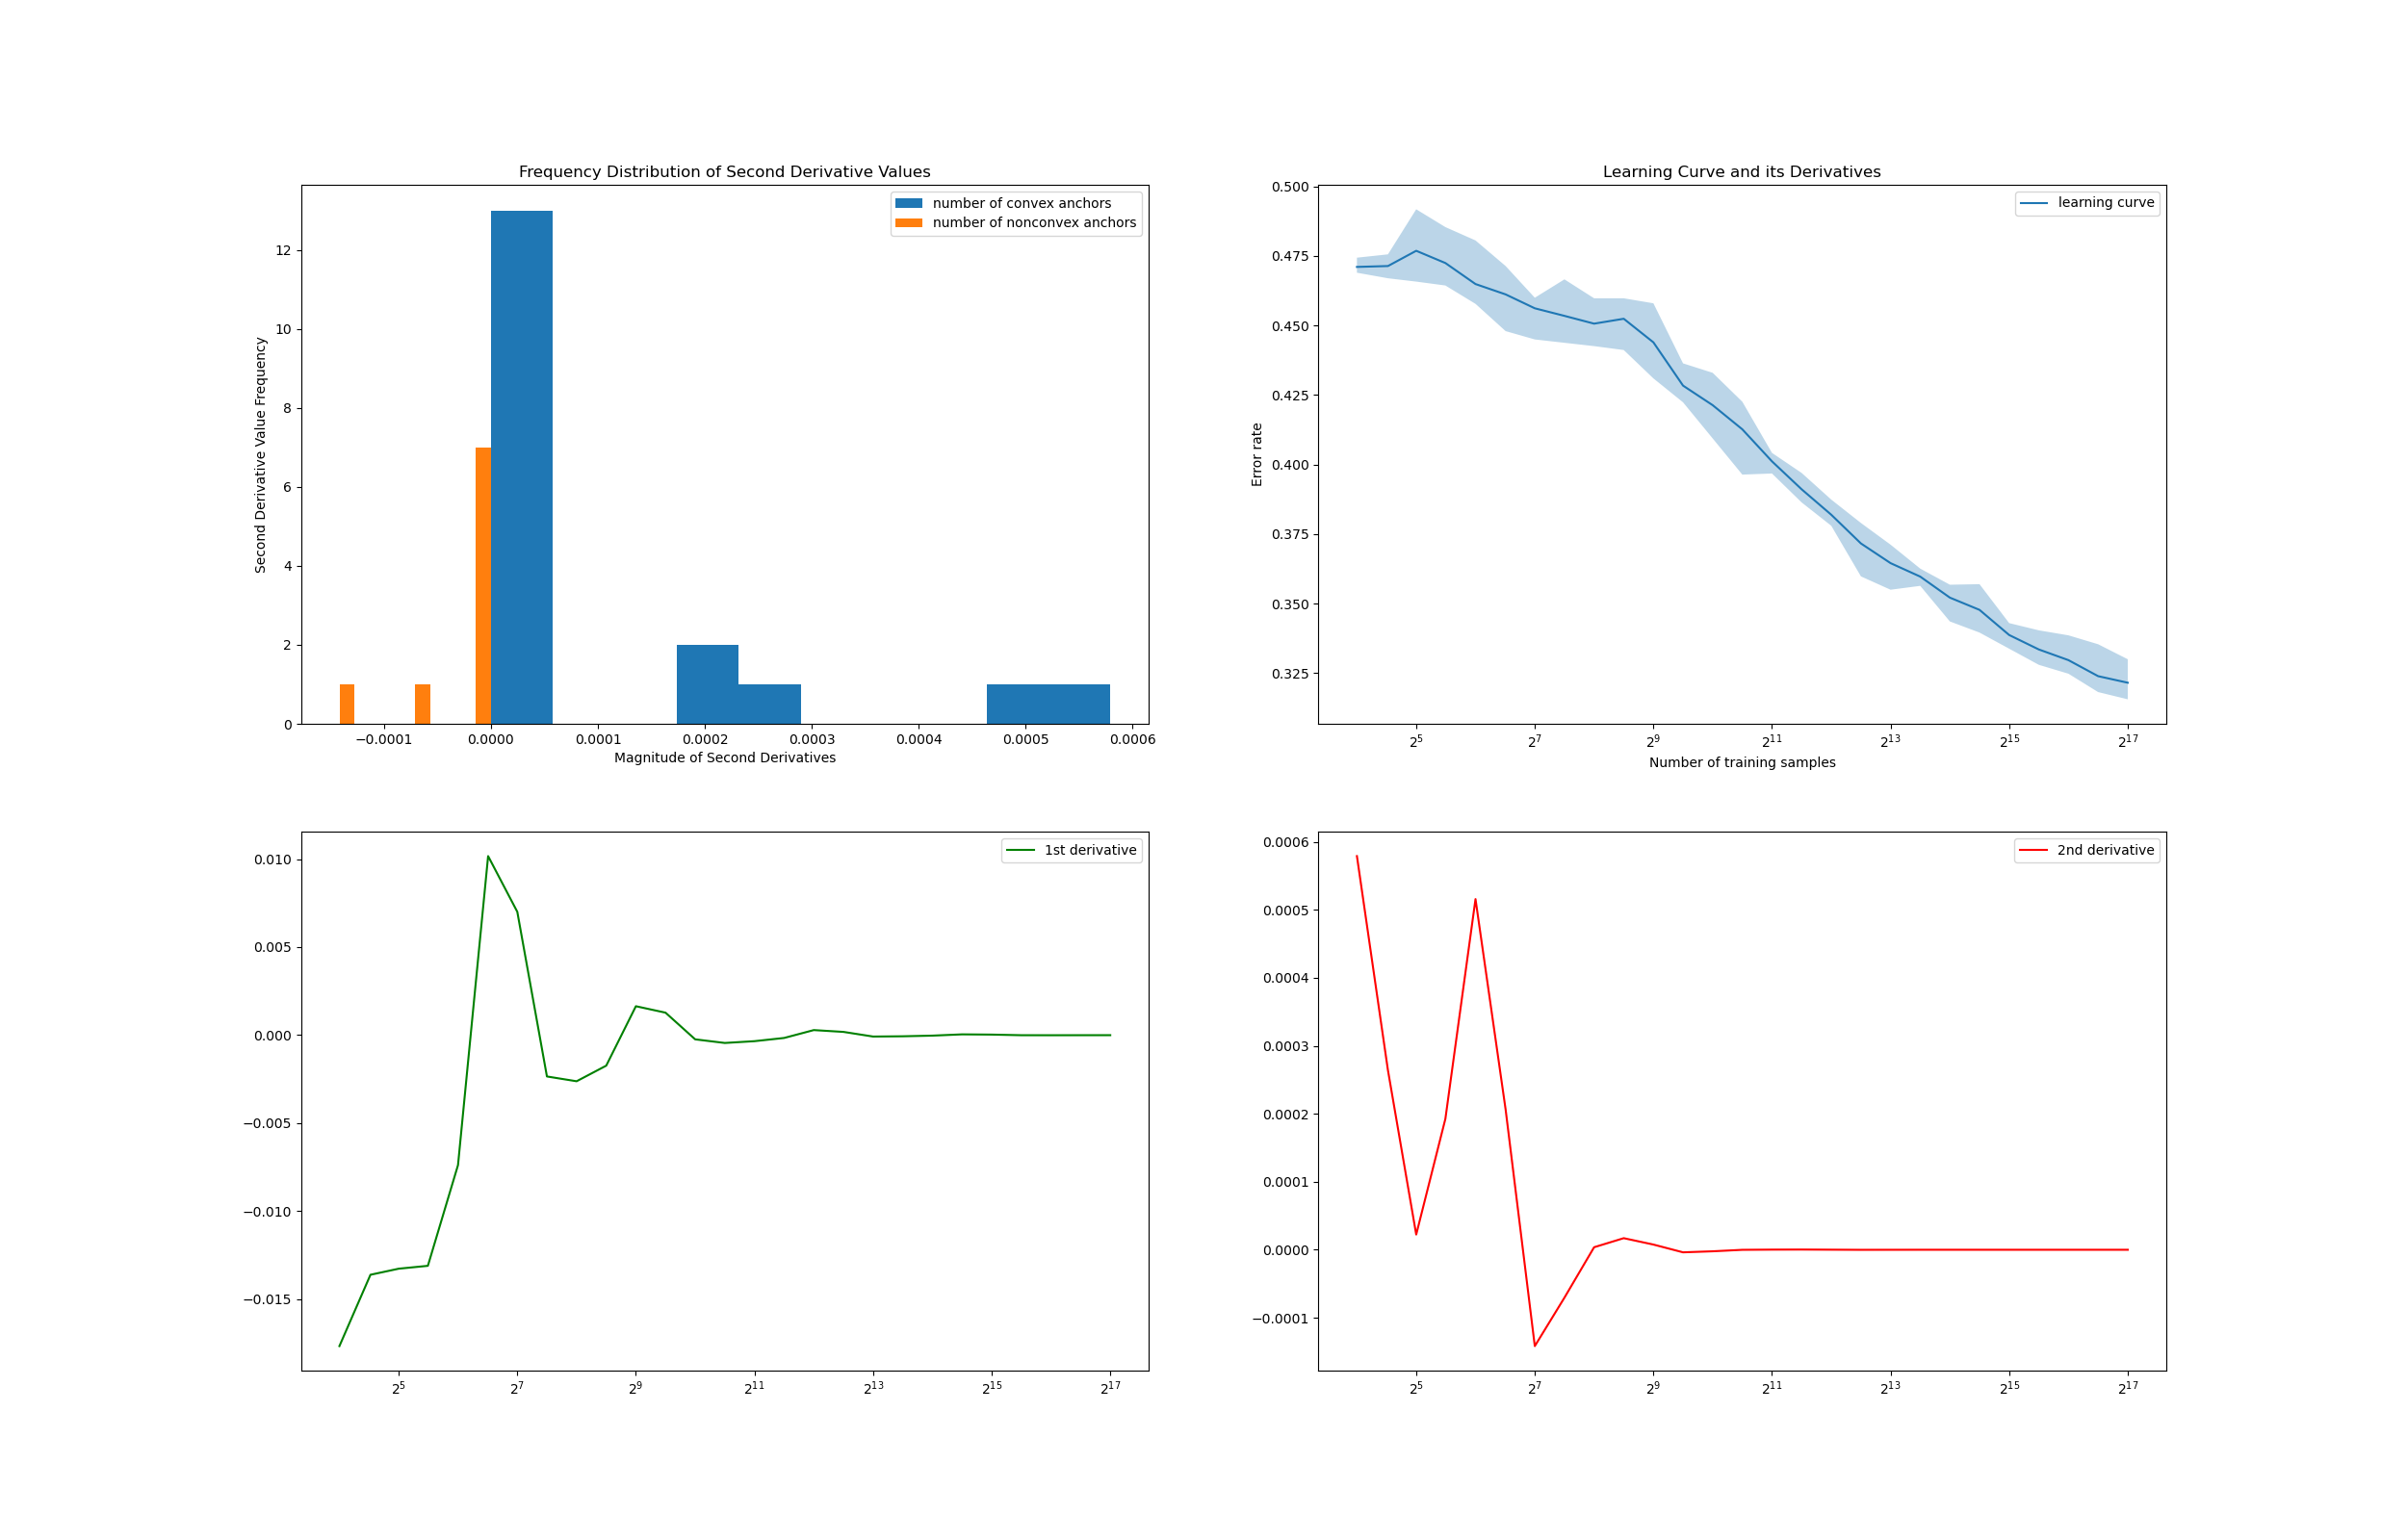 Frequency Distribution of Second Derivative Values
number of convex anchors
number of nonconvex anchors
Second Derivative Value Frequency
12
10
8
6
4
2
0
−0.0001 0.0000 0.0001 0.0002 0.0003 0.0004 0.0005 0.0006
Magnitude of Second Derivatives
Learning Curve and its Derivatives
learning curve
Error rate
0.500
0.475
0.450
0.425
0.400
0.375
0.350
0.325
2^5 2^7 2^9 2^11 2^13 2^15 2^17
Number of training samples
1st derivative
0.010
0.005
0.000
−0.005
−0.010
−0.015
2^5 2^7 2^9 2^11 2^13 2^15 2^17
2nd derivative
0.0006
0.0005
0.0004
0.0003
0.0002
0.0001
0.0000
−0.0001
2^5 2^7 2^9 2^11 2^13 2^15 2^17